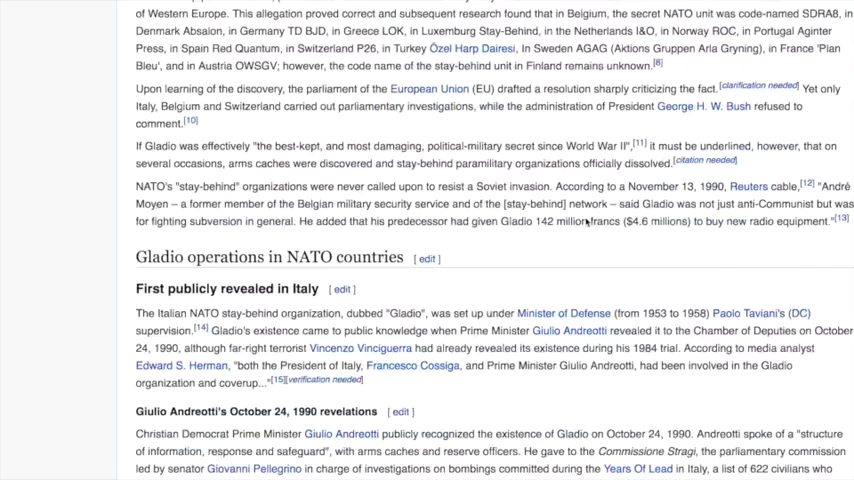 of Western Europe. This allegation proved correct and subsequent research found that in Belgium, the secret NATO unit was code-named SDRA8, in
Denmark Absalon, in Germany TD BJD, in Greece LOK, in Luxemburg Stay-Behind, in the Netherlands I&O, in Norway ROC, in Portugal Aginter
Press, in Spain Red Quantum, in Switzerland P26, in Turkey Özel Harp Dairesi, In Sweden AGAG (Aktions Gruppen Arla Gryning), in France 'Plan
Bleu', and in Austria OWSGV; however, the code name of the stay-behind unit in Finland remains unknown.[8]
Upon learning of the discovery, the parliament of the European Union (EU) drafted a resolution sharply criticizing the fact.[clarification needed] Yet only
Italy, Belgium and Switzerland carried out parliamentary investigations, while the administration of President George H. W. Bush refused to
comment.[10]
If Gladio was effectively "the best-kept, and most damaging, political-military secret since World War II",[11] it must be underlined, however, that on
several occasions, arms caches were discovered and stay-behind paramilitary organizations officially dissolved.[citation needed]
NATO's "stay-behind" organizations were never called upon to resist a Soviet invasion. According to a November 13, 1990, Reuters cable,[12] "André
Moyen – a former member of the Belgian military security service and of the [stay-behind] network – said Gladio was not just anti-Communist but was
for fighting subversion in general. He added that his predecessor had given Gladio 142 million francs ($4.6 millions) to buy new radio equipment."[13]
Gladio operations in NATO countries [ edit ]
First publicly revealed in Italy [ edit ]
The Italian NATO stay-behind organization, dubbed "Gladio", was set up under Minister of Defense (from 1953 to 1958) Paolo Taviani's (DC)
supervision.[14] Gladio's existence came to public knowledge when Prime Minister Giulio Andreotti revealed it to the Chamber of Deputies on October
24, 1990, although far-right terrorist Vincenzo Vinciguerra had already revealed its existence during his 1984 trial. According to media analyst
Edward S. Herman, "both the President of Italy, Francesco Cossiga, and Prime Minister Giulio Andreotti, had been involved in the Gladio
organization and coverup..."[15][verification needed]
Giulio Andreotti's October 24, 1990 revelations [ edit ]
Christian Democrat Prime Minister Giulio Andreotti publicly recognized the existence of Gladio on October 24, 1990. Andreotti spoke of a "structure
of information, response and safeguard", with arms caches and reserve officers. He gave to the Commissione Stragi, the parliamentary commission
led by senator Giovanni Pellegrino in charge of investigations on bombings committed during the Years Of Lead in Italy, a list of 622 civilians who